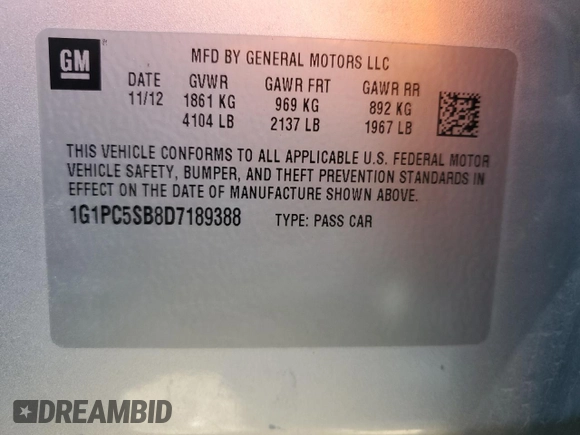 GM
MFD BY GENERAL MOTORS LLC
DATE GVWR GAWR FRT GAWR RR
11/12 1861 KG 969 KG 892 KG
4104 LB 2137 LB 1967 LB
THIS VEHICLE CONFORMS TO ALL APPLICABLE U.S. FEDERAL MOTOR
VEHICLE SAFETY, BUMPER, AND THEFT PREVENTION STANDARDS IN
EFFECT ON THE DATE OF MANUFACTURE SHOWN ABOVE.
1G1PC5SB8D7189388 TYPE: PASS CAR
DREAMBID